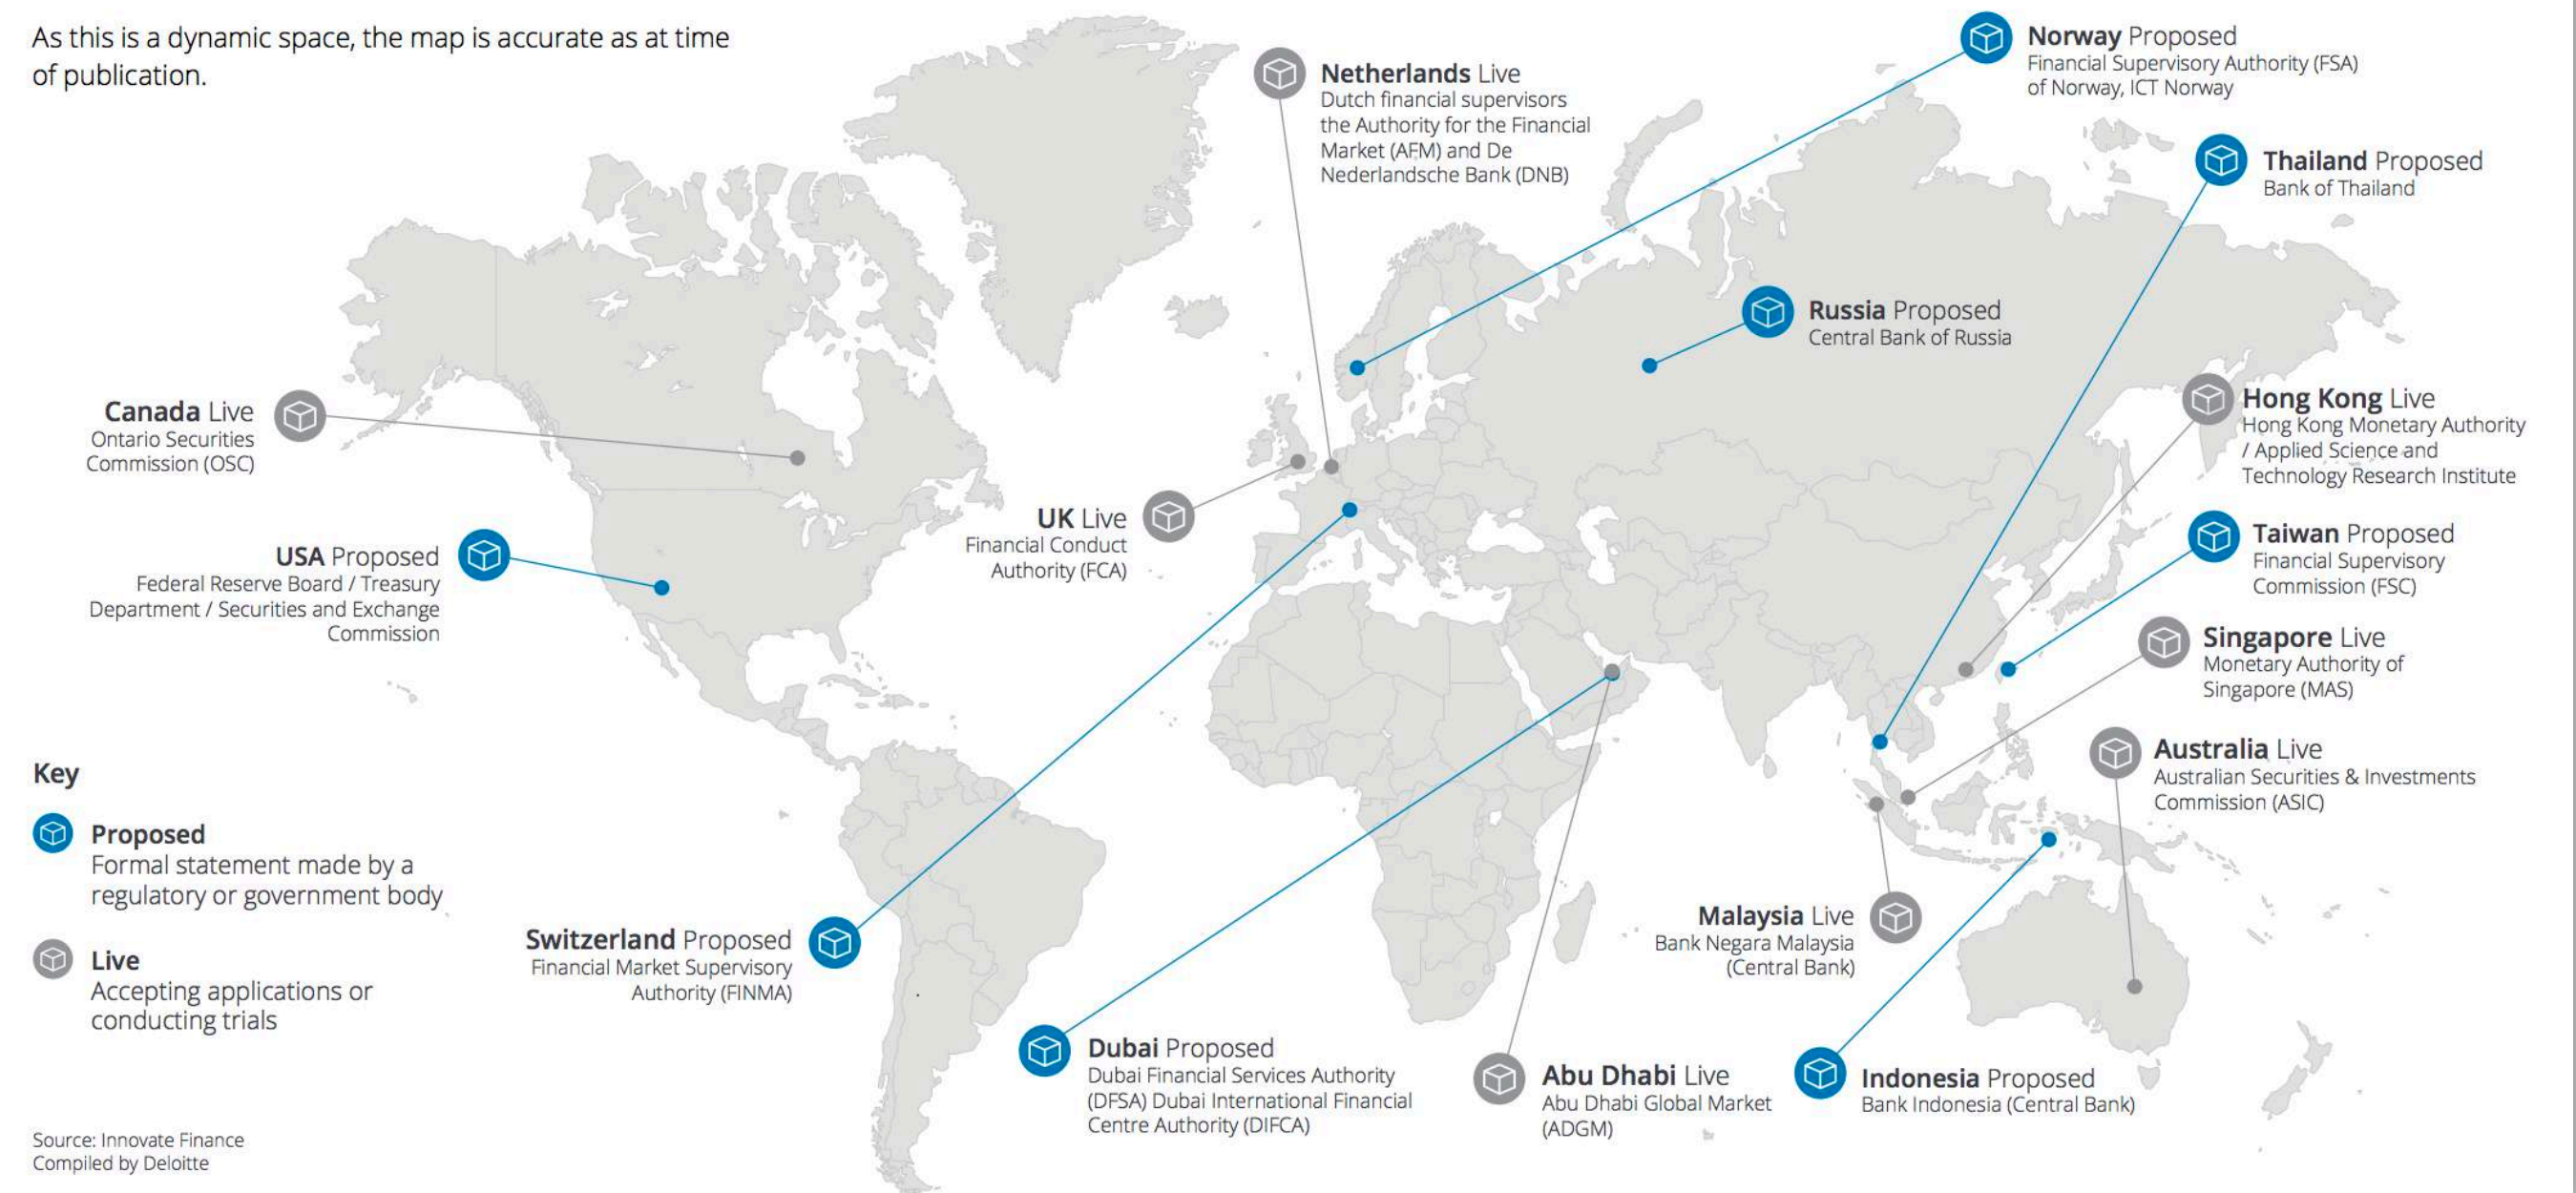 As this is a dynamic space, the map is accurate as at time
of publication.
Netherlands Live
Dutch financial supervisors
the Authority for the Financial
Market (AFM) and De
Nederlandsche Bank (DNB)
Norway Proposed
Financial Supervisory Authority (FSA)
of Norway, ICT Norway
Thailand Proposed
Bank of Thailand
Russia Proposed
Central Bank of Russia
Canada Live
Ontario Securities
Commission (OSC)
Hong Kong Live
Hong Kong Monetary Authority
/ Applied Science and
Technology Research Institute
USA Proposed
Federal Reserve Board / Treasury
Department / Securities and Exchange
Commission
UK Live
Financial Conduct
Authority (FCA)
Taiwan Proposed
Financial Supervisory
Commission (FSC)
Singapore Live
Monetary Authority of
Singapore (MAS)
Australia Live
Australian Securities & Investments
Commission (ASIC)
Key
Proposed
Formal statement made by a
regulatory or government body
Live
Accepting applications or
conducting trials
Switzerland Proposed
Financial Market Supervisory
Authority (FINMA)
Malaysia Live
Bank Negara Malaysia
(Central Bank)
Dubai Proposed
Dubai Financial Services Authority
(DFSA) Dubai International Financial
Centre Authority (DIFCA)
Abu Dhabi Live
Abu Dhabi Global Market
(ADGM)
Indonesia Proposed
Bank Indonesia (Central Bank)
Source: Innovate Finance
Compiled by Deloitte